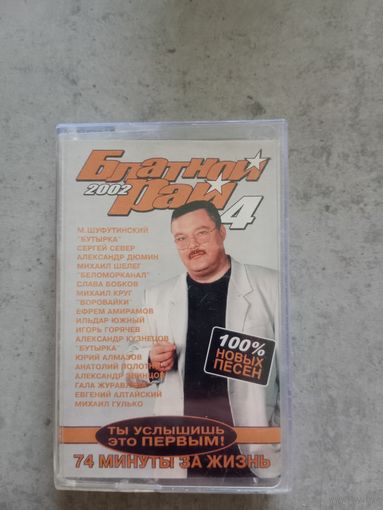 Блатной
2002 рай
4
М.ШУФУТИНСКИЙ
"БУТЫРКА"
СЕРГЕЙ СЕВЕР
АЛЕКСАНДР ДЮМИН
МИХАИЛ ШЕЛЕГ
"БЕЛОМОРКАНАЛ"
СЛАВА БОБКОВ
МИХАИЛ КРУГ
"ВОРОВАЙКИ"
ЕФРЕМ АМИРАМОВ
ИЛЬДАР ЮЖНЫЙ
ИГОРЬ ГОРЯЧЕВ
АЛЕКСАНДР КУЗНЕЦОВ
"БУТЫРКА"
ЮРИЙ АЛМАЗОВ
АНАТОЛИЙ
АЛЕКСАНДР
ГАЛА
ЕВГЕНИЙ АЛТАЙСКИЙ
МИХАИЛ ГУЛЬКО
100%
НОВЫХ
ПЕСЕН
ТЫ УСЛЫШИШЬ
ЭТО ПЕРВЫМ!
74 МИНУТЫ ЗА ЖИЗНЬ